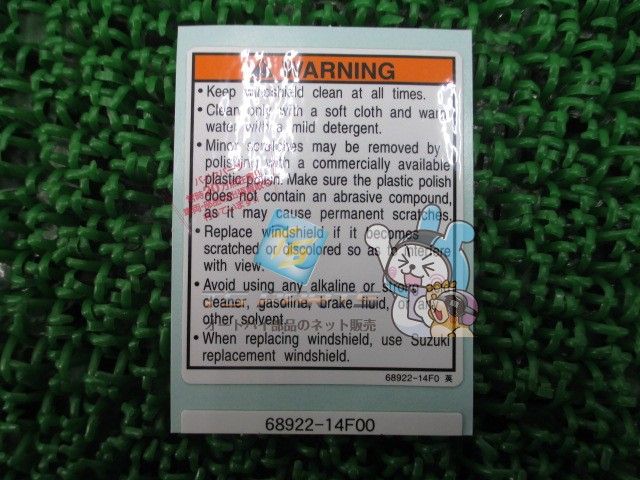 WARNING
• Keep windshield clean at all times.
• Clean only with a soft cloth and warm
water with a mild detergent.
• Minor scratches may be removed by
polishing with a commercially available
plastic polish. Make sure the plastic polish
does not contain an abrasive compound,
as it may cause permanent scratches.
• Replace windshield if it becomes
scratched or discolored so as to interfere
with view.
• Avoid using any alkaline or strong
cleaner, gasoline, brake fluid, or any
other solvent.
オートバイ部品のネット販売
• When replacing windshield, use Suzuki
replacement windshield.
68922-14F0 英
68922-14F00